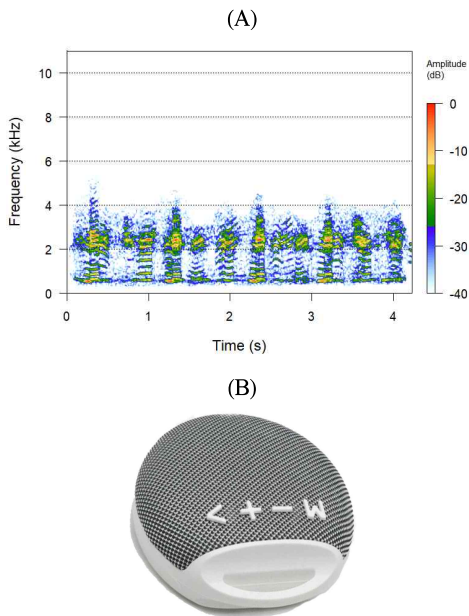 (A)
Amplitude
(dB)
10
8
6
4
2
0
Frequency (kHz)
0
-10
-20
-30
-40
0 1 2 3 4
Time (s)
(B)
< + − M